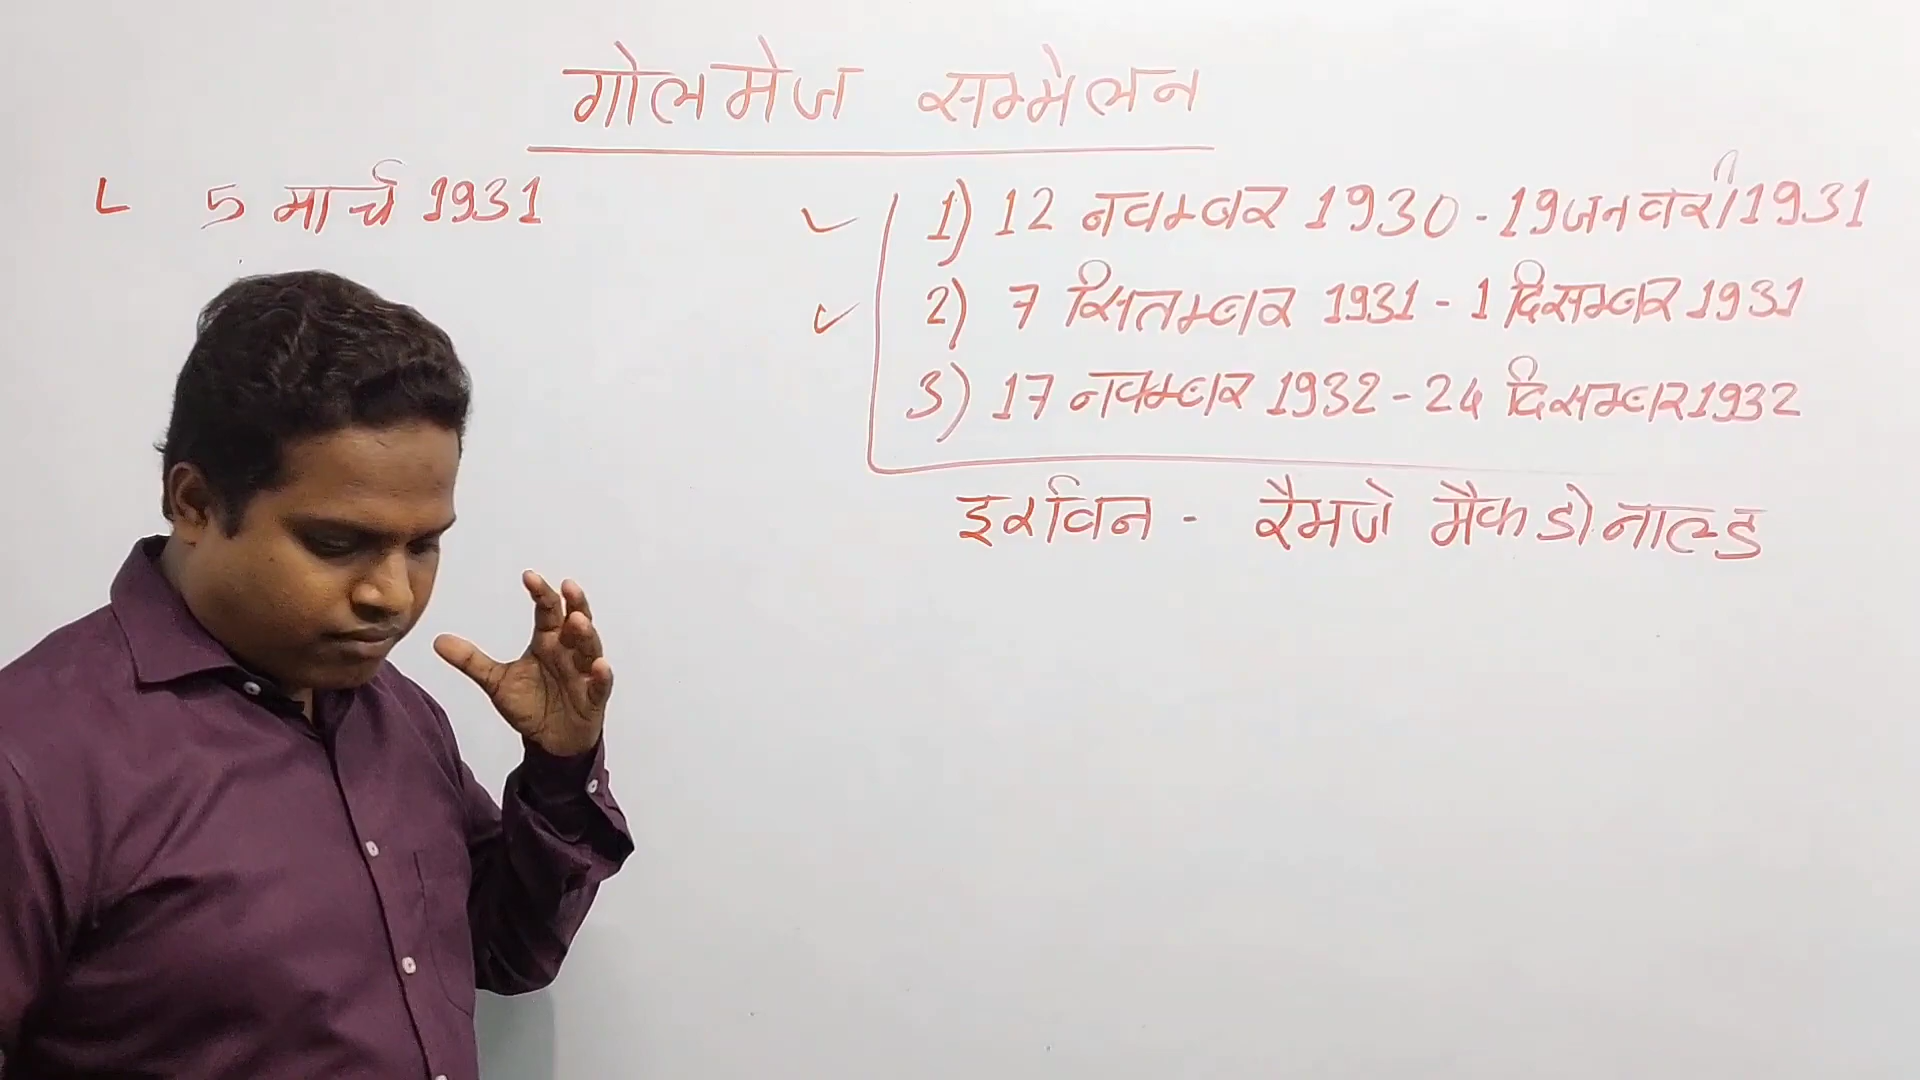 गोलमेज सम्मेलन
5 मार्च 1931
1) 12 नवम्बर 1930 - 19 जनवरी 1931
2) 7 सितम्बर 1931 - 1 दिसम्बर 1931
3) 17 नवम्बर 1932 - 24 दिसम्बर 1932
इरविन - रैमजे मैकडोनाल्ड